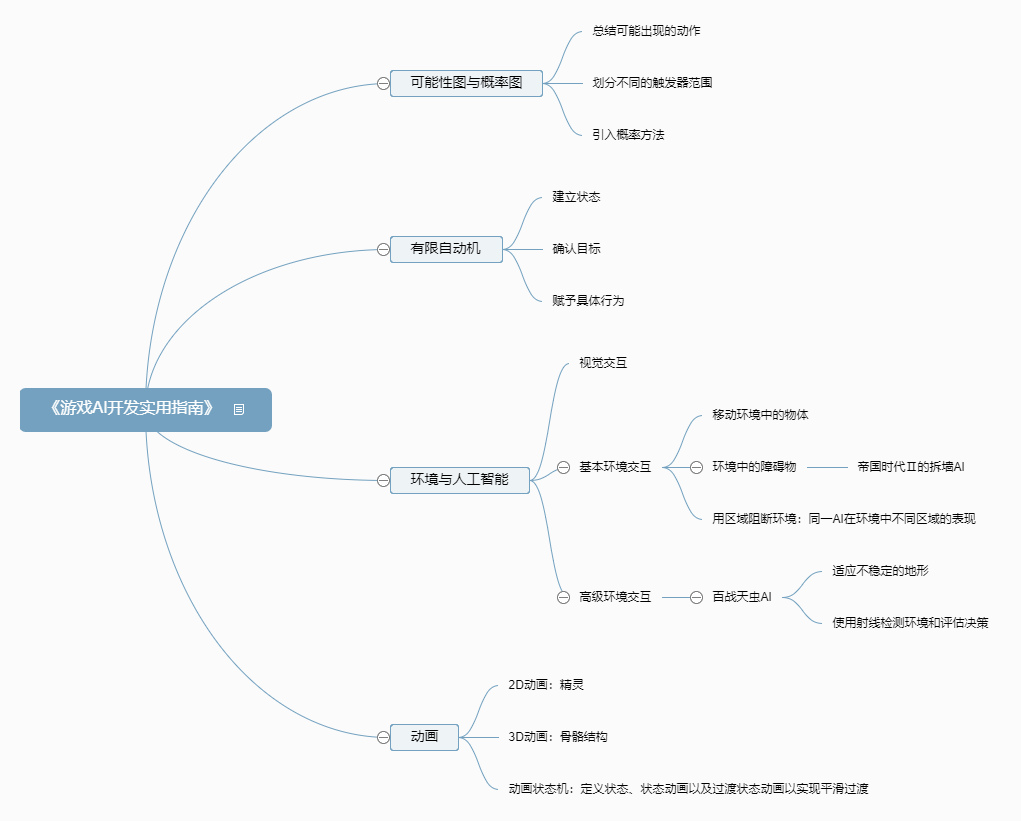 《游戏AI开发实用指南》
可能性图与概率图
总结可能出现的动作
划分不同的触发器范围
引入概率方法
有限自动机
建立状态
确认目标
赋予具体行为
环境与人工智能
视觉交互
基本环境交互
移动环境中的物体
环境中的障碍物
帝国时代Ⅱ的拆墙AI
用区域阻断环境：同一AI在环境中不同区域的表现
高级环境交互
百战天虫AI
适应不稳定的地形
使用射线检测环境和评估决策
动画
2D动画：精灵
3D动画：骨骼结构
动画状态机：定义状态、状态动画以及过渡状态动画以实现平滑过渡